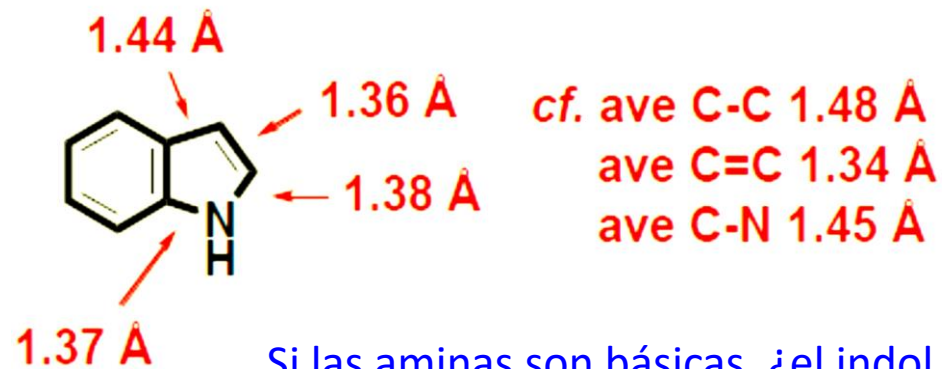 1.44 Å
1.36 Å
cf. ave C-C 1.48 Å
ave C=C 1.34 Å
1.38 Å
ave C-N 1.45 Å
N
H
1.37 Å
Si las aminas son básicas, ¿el indol